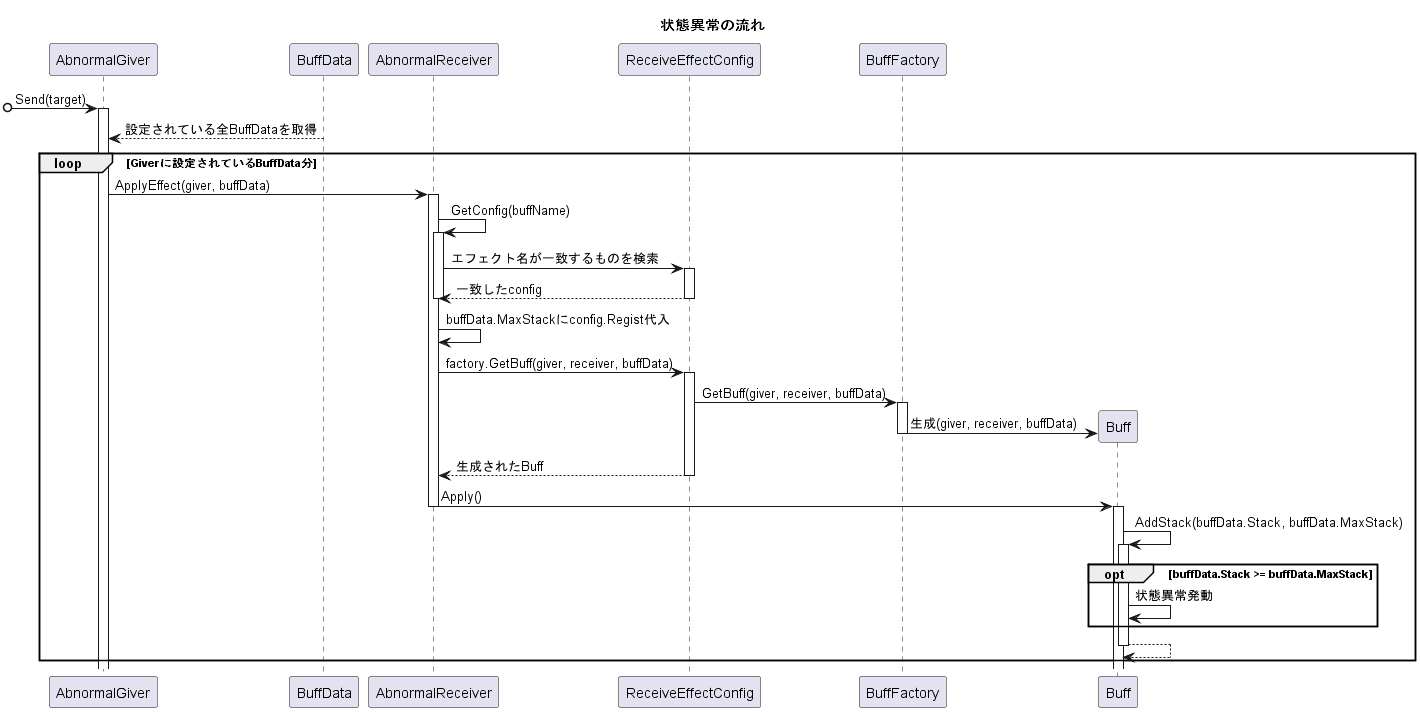 状態異常の流れ
AbnormalGiver
BuffData
AbnormalReceiver
ReceiveEffectConfig
BuffFactory
Send(target)
設定されている全BuffDataを取得
loop
[Giverに設定されているBuffData分]
ApplyEffect(giver, buffData)
GetConfig(buffName)
エフェクト名が一致するものを検索
一致したconfig
buffData.MaxStackにconfig.Regist代入
factory.GetBuff(giver, receiver, buffData)
GetBuff(giver, receiver, buffData)
生成(giver, receiver, buffData)
Buff
生成されたBuff
Apply()
AddStack(buffData.Stack, buffData.MaxStack)
opt
[buffData.Stack >= buffData.MaxStack]
状態異常発動
AbnormalGiver
BuffData
AbnormalReceiver
ReceiveEffectConfig
BuffFactory
Buff